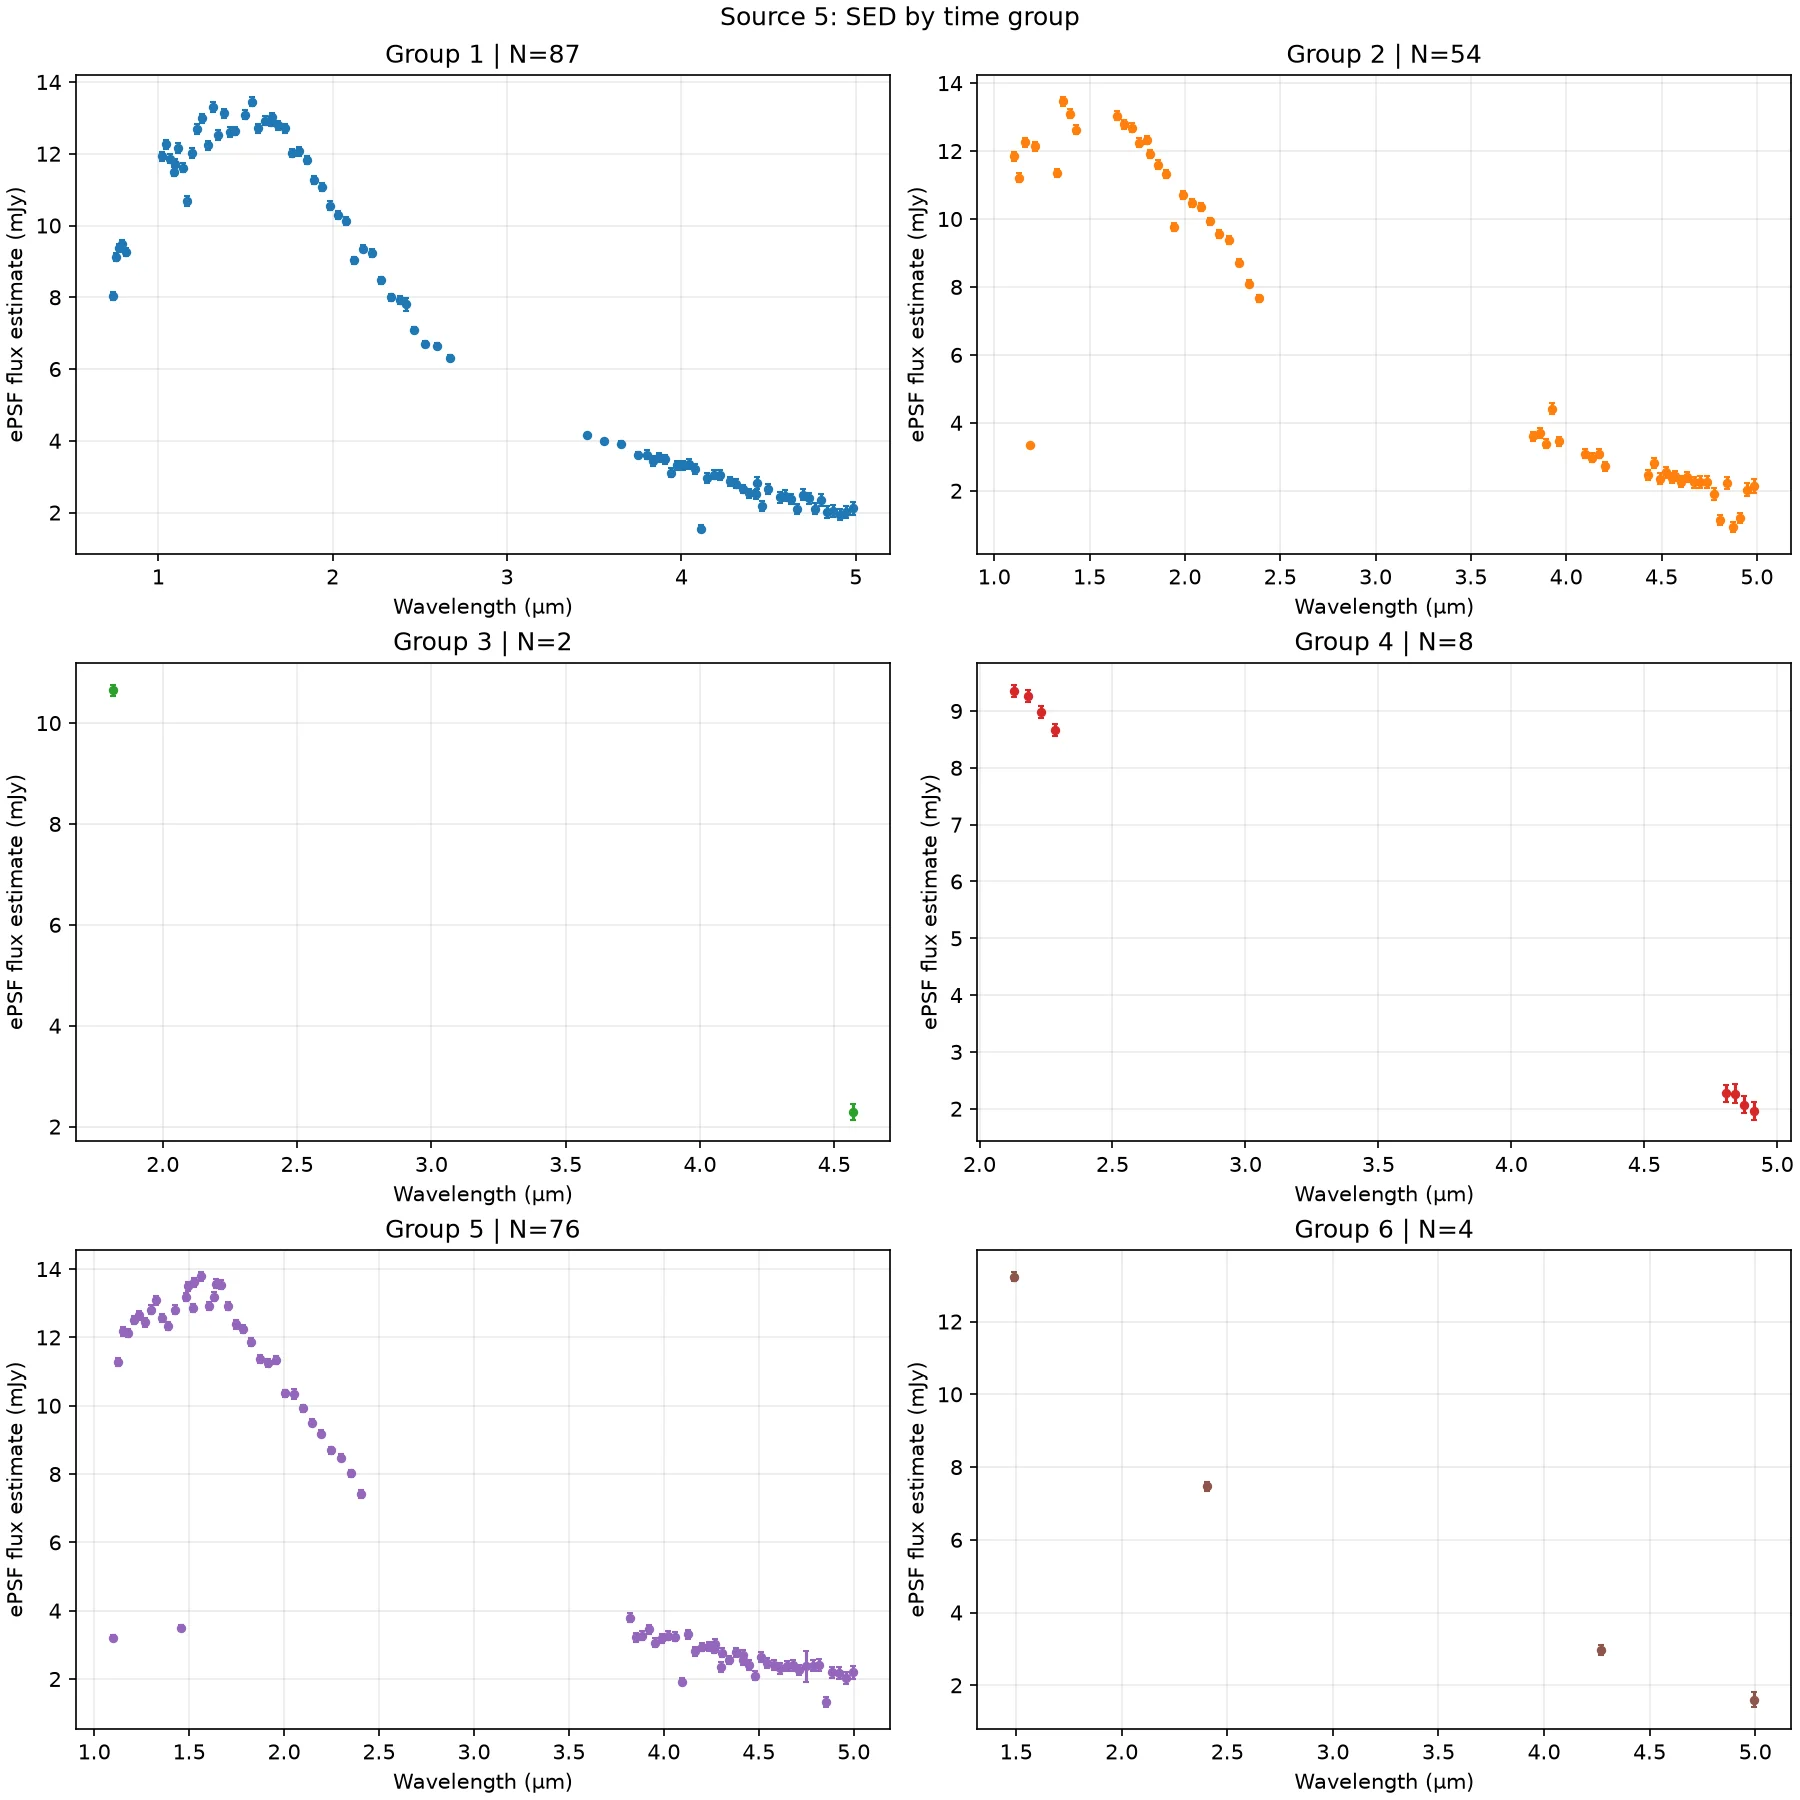 Source 5: SED by time group
Group 1 | N=87
ePSF flux estimate (mJy)
14
12
10
8
6
4
2
1 2 3 4 5
Wavelength (μm)
Group 2 | N=54
ePSF flux estimate (mJy)
14
12
10
8
6
4
2
1.0 1.5 2.0 2.5 3.0 3.5 4.0 4.5 5.0
Wavelength (μm)
Group 3 | N=2
ePSF flux estimate (mJy)
10
8
6
4
2
2.0 2.5 3.0 3.5 4.0 4.5
Wavelength (μm)
Group 4 | N=8
ePSF flux estimate (mJy)
9
8
7
6
5
4
3
2
2.0 2.5 3.0 3.5 4.0 4.5 5.0
Wavelength (μm)
Group 5 | N=76
ePSF flux estimate (mJy)
14
12
10
8
6
4
2
1.0 1.5 2.0 2.5 3.0 3.5 4.0 4.5 5.0
Wavelength (μm)
Group 6 | N=4
ePSF flux estimate (mJy)
12
10
8
6
4
2
1.5 2.0 2.5 3.0 3.5 4.0 4.5 5.0
Wavelength (μm)